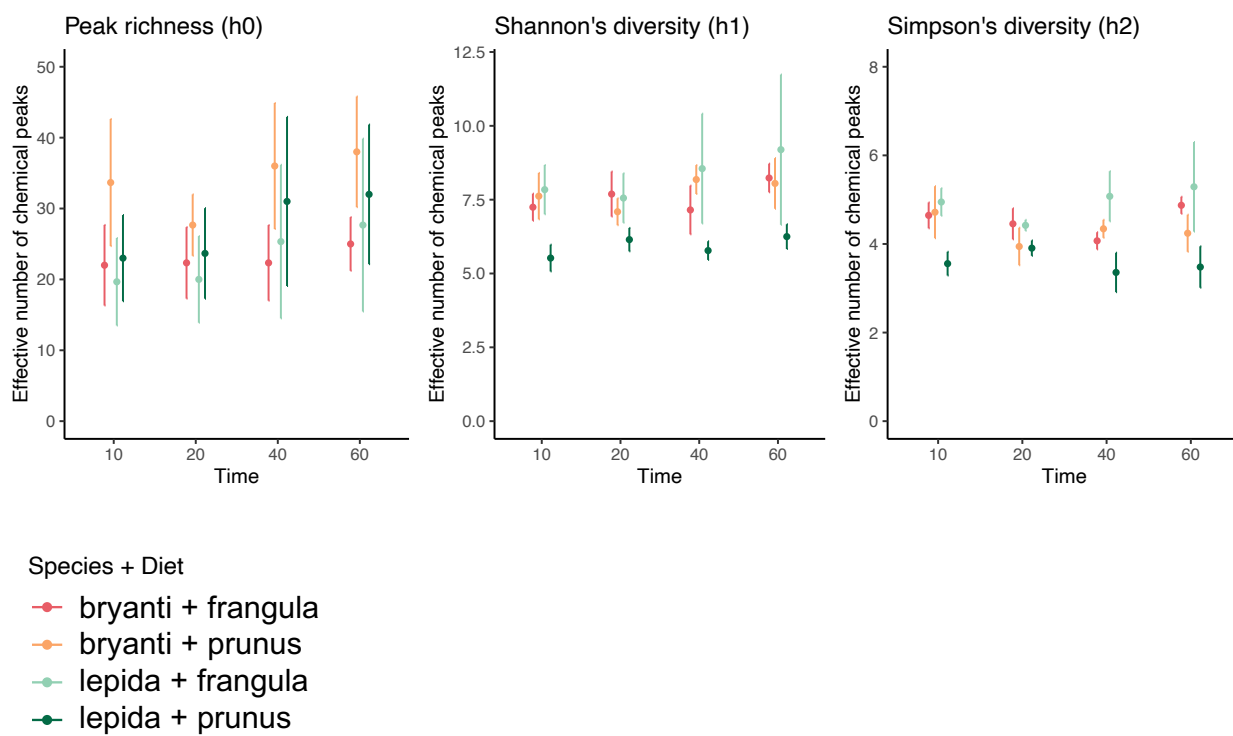 Peak richness (h0)
Effective number of chemical peaks
50
40
30
20
10
0
10 20 40 60
Time
Shannon's diversity (h1)
Effective number of chemical peaks
12.5
10.0
7.5
5.0
2.5
0.0
10 20 40 60
Time
Simpson's diversity (h2)
Effective number of chemical peaks
8
6
4
2
0
10 20 40 60
Time
Species + Diet
bryanti + frangula
bryanti + prunus
lepida + frangula
lepida + prunus